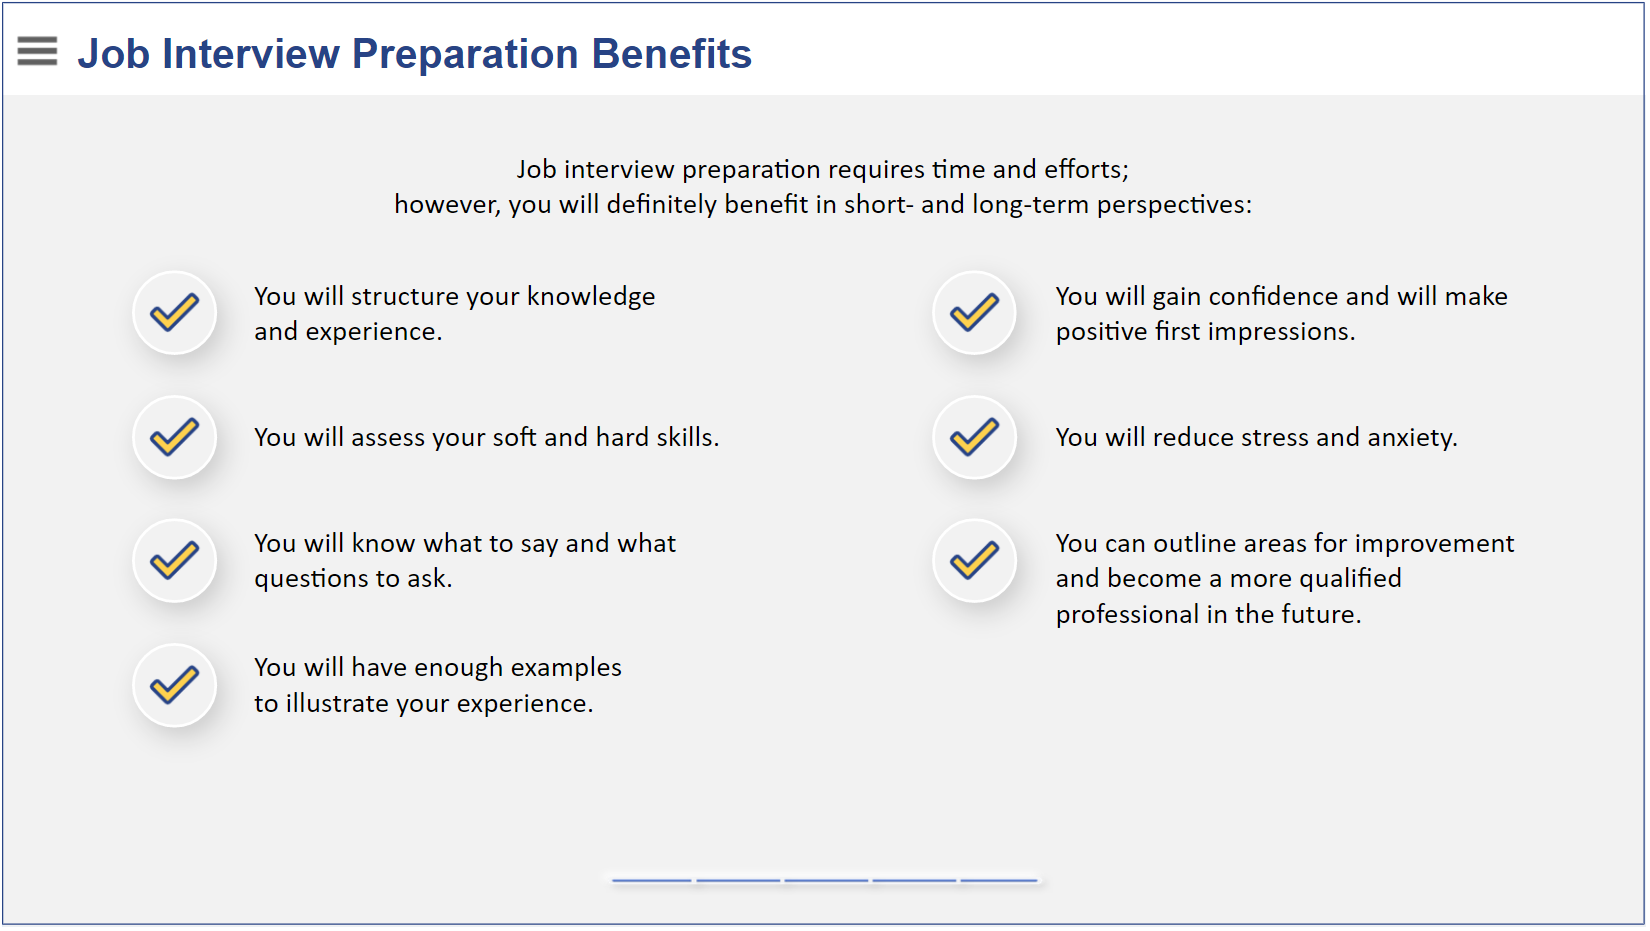 Job Interview Preparation Benefits
Job interview preparation requires time and efforts;
however, you will definitely benefit in short- and long-term perspectives:
You will structure your knowledge
and experience.
You will assess your soft and hard skills.
You will know what to say and what
questions to ask.
You will have enough examples
to illustrate your experience.
You will gain confidence and will make
positive first impressions.
You will reduce stress and anxiety.
You can outline areas for improvement
and become a more qualified
professional in the future.